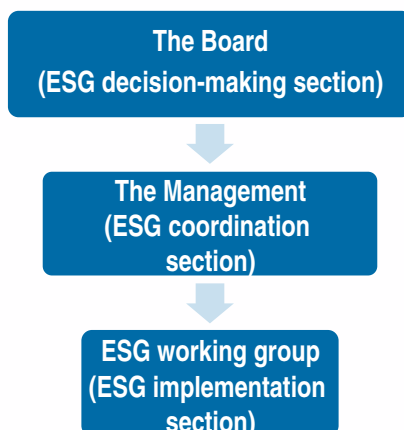 The Board
(ESG decision-making section)
The Management
(ESG coordination
section)
ESG working group
(ESG implementation
section)